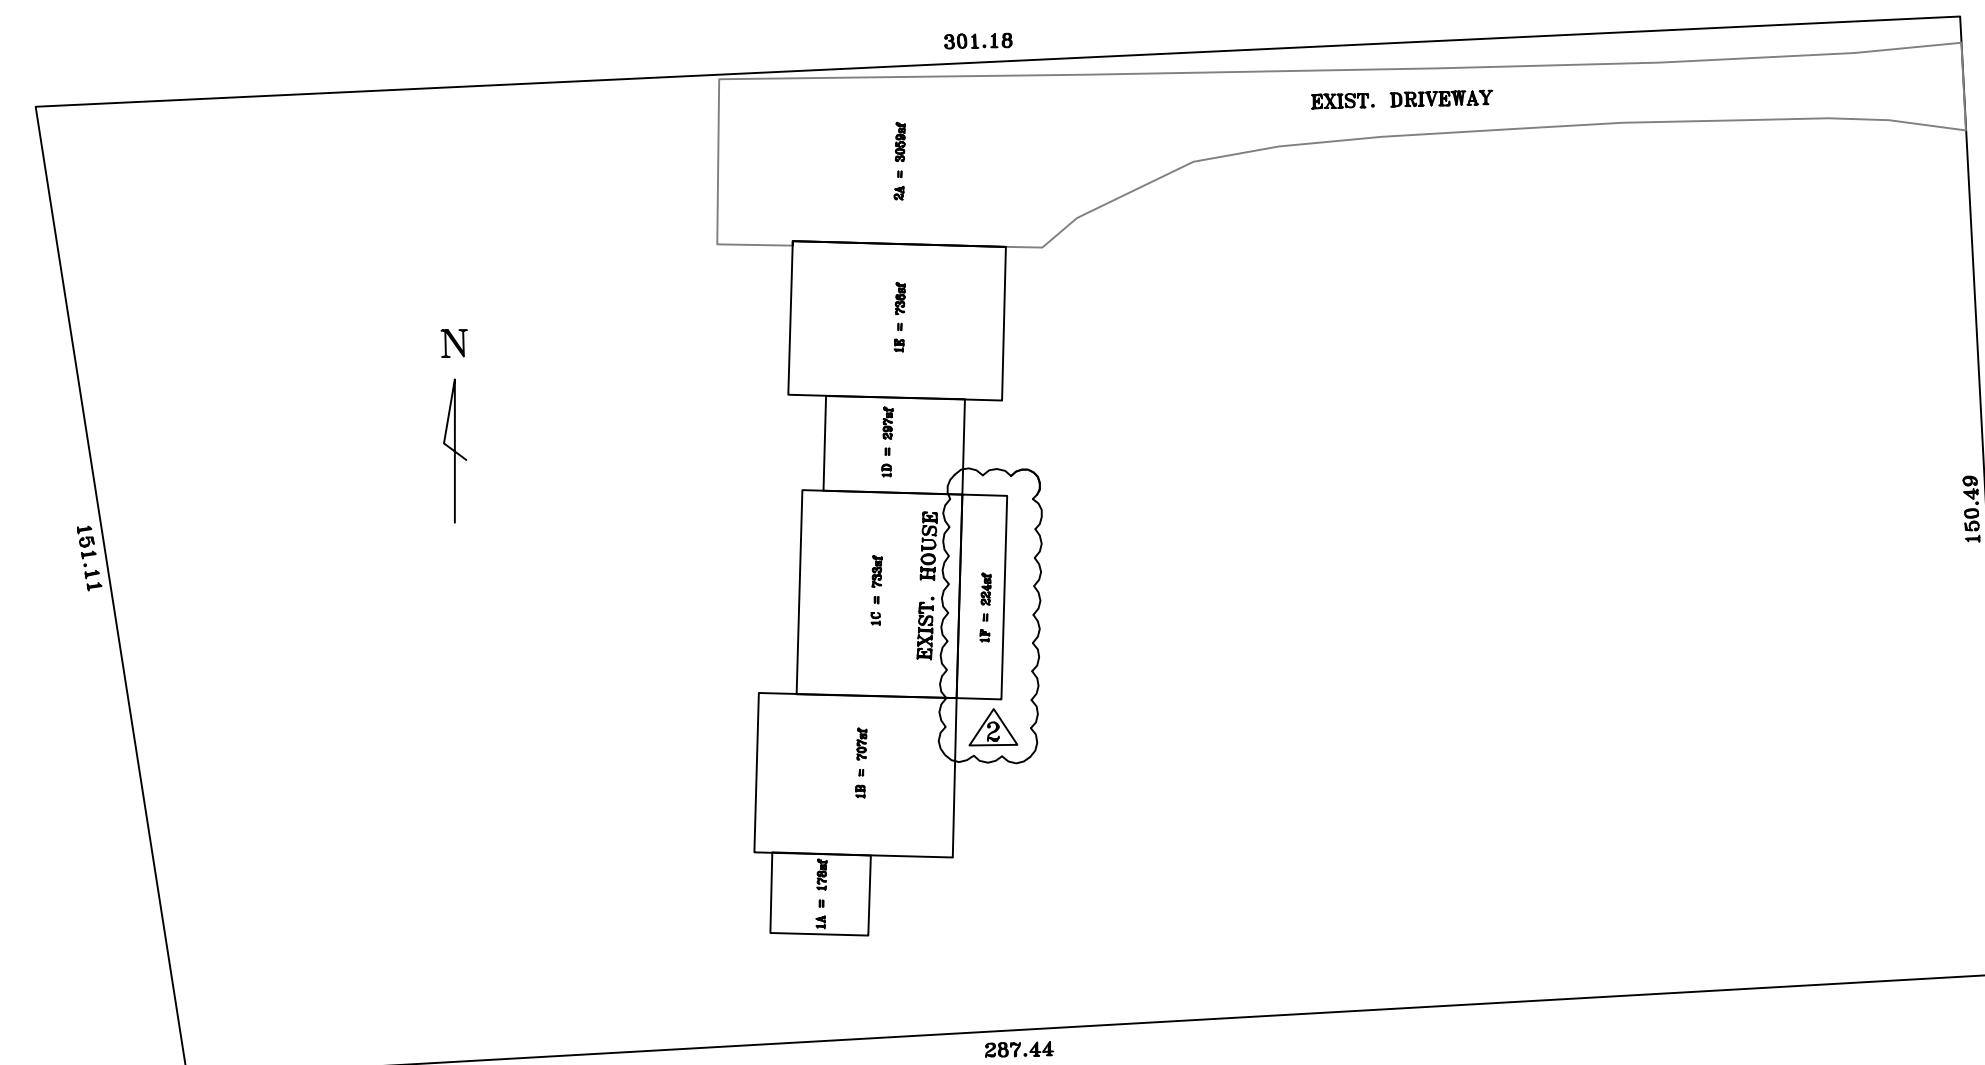 301.18
EXIST. DRIVEWAY
2A = 3059sf
1E = 736sf
N
1D = 297sf
150.49
EXIST. HOUSE
151.11
1C = 733sf
1F = 224sf
2
1B = 707sf
1A = 178sf
287.44